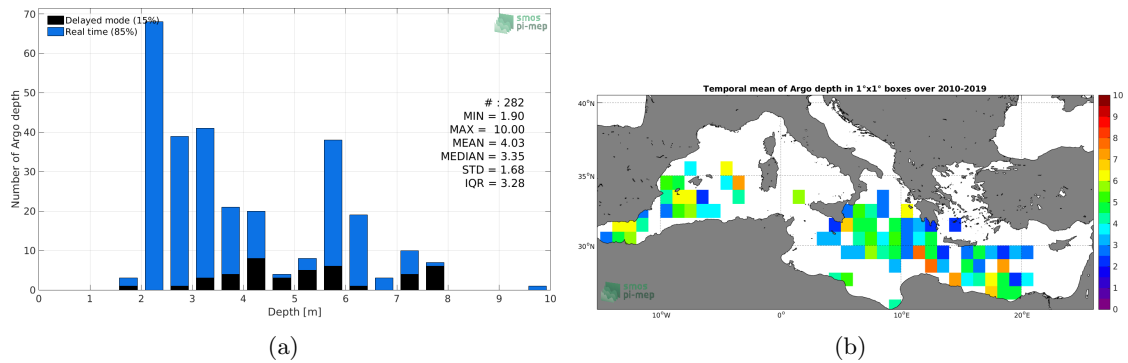 Delayed mode (15%)
Real time (85%)
smos
pi-mep
Number of Argo depth
70
60
50
40
30
20
10
0
# : 282
MIN = 1.90
MAX = 10.00
MEAN = 4.03
MEDIAN = 3.35
STD = 1.68
IQR = 3.28
0 1 2 3 4 5 6 7 8 9 10
Depth [m]
(a)
Temporal mean of Argo depth in 1°x1° boxes over 2010-2019
40°N
35°N
30°N
10°W 0° 10°E 20°E
smos
pi-mep
10
9
8
7
6
5
4
3
2
1
0
(b)